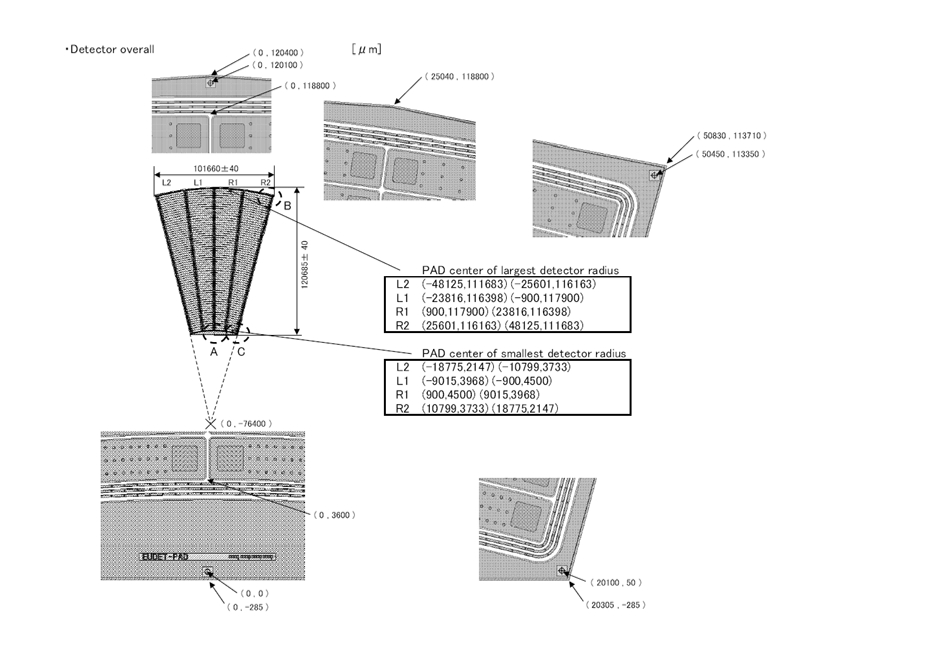 ・Detector overall
[μm]
(0, 120400)
(0, 120100)
(0, 118800)
(25040, 118800)
(50830, 113710)
(50450, 113350)
101660±40
L2 L1 R1 R2
B
120685±40
A C
PAD center of largest detector radius
L2 (-48125,111683)(-25601,116163)
L1 (-23816,116398)(-900,117900)
R1 (900,117900)(23816,116398)
R2 (25601,116163)(48125,111683)
PAD center of smallest detector radius
L2 (-18775,2147)(-10799,3733)
L1 (-9015,3968)(-900,4500)
R1 (900,4500)(9015,3968)
R2 (10799,3733)(18775,2147)
(0, -76400)
(0, 3600)
EUDET-PAD
(0, 0)
(0, -285)
(20100, 50)
(20305, -285)